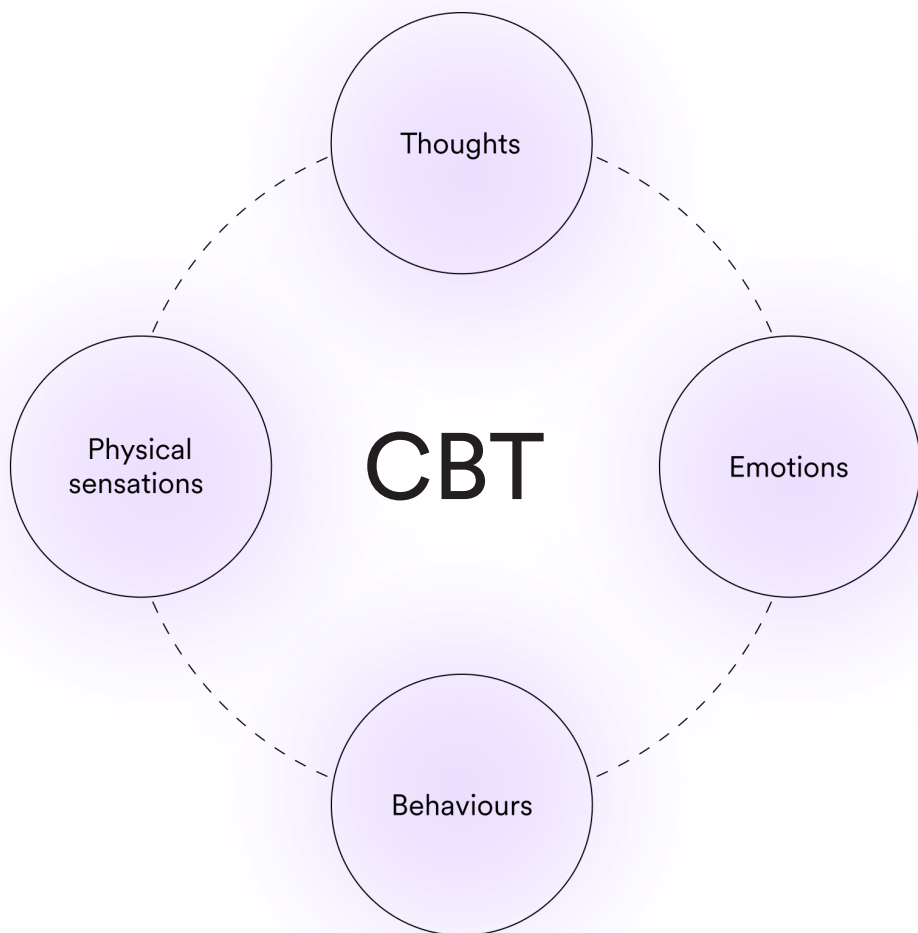 Thoughts
Physical
sensations
CBT
Emotions
Behaviours